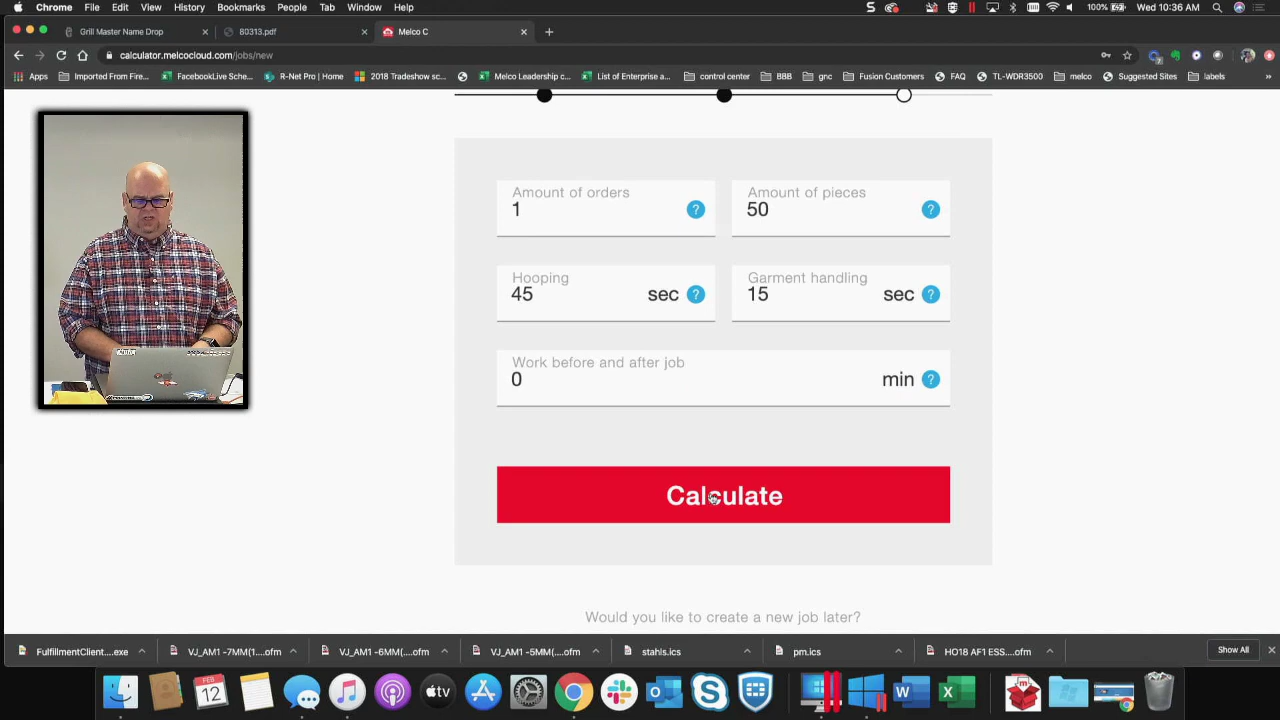 Chrome File Edit View History Bookmarks People Tab Window Help 100% Wed 10:36 AM
Grill Master Name Drop 80313.pdf Melco C
calculator.melcocloud.com/jobs/new
Apps Imported From Fire... FacebookLive Sche... R-Net Pro | Home 2018 Tradeshow sc... Melco Leadership c... List of Enterprise a... control center BBB gnc Fusion Customers FAQ TL-WDR3500 melco Suggested Sites labels
Amount of orders
1
Amount of pieces
50
Hooping
45 sec
Garment handling
15 sec
Work before and after job
0 min
Calculate
Would you like to create a new job later?
FulfillmentClient....exe VJ_AM1 -7MM(1....ofm VJ_AM1 -6MM(....ofm VJ_AM1 -5MM(....ofm stahls.ics pm.ics HO18 AF1 ESS....ofm Show All
FEB
12
tv